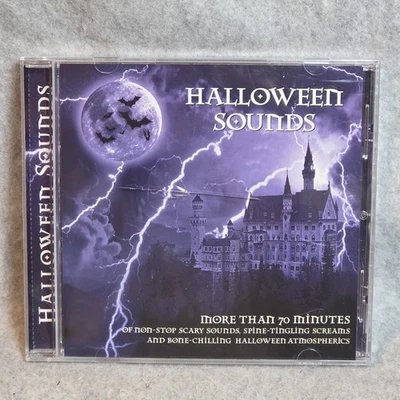 HALLOWEEN SOUNDS
HALLOWEEN
SOUNDS
MORE THAN 70 MINUTES
OF NON-STOP SCARY SOUNDS, SPINE-TINGLING SCREAMS
AND BONE-CHILLING HALLOWEEN ATMOSPHERICS